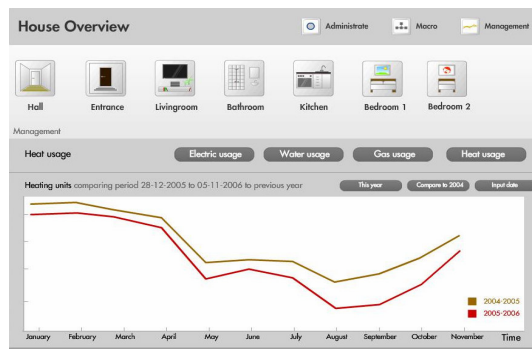 House Overview
Administrate
Macro
Management
Hall
Entrance
Livingroom
Bathroom
Kitchen
Bedroom 1
Bedroom 2
Management
Heat usage
Electric usage
Water usage
Gas usage
Heat usage
Heating units comparing period 28-12-2005 to 05-11-2006 to previous year
This year
Compare to 2004
Input date
2004-2005
2005-2006
January February March April May June July August September October November Time